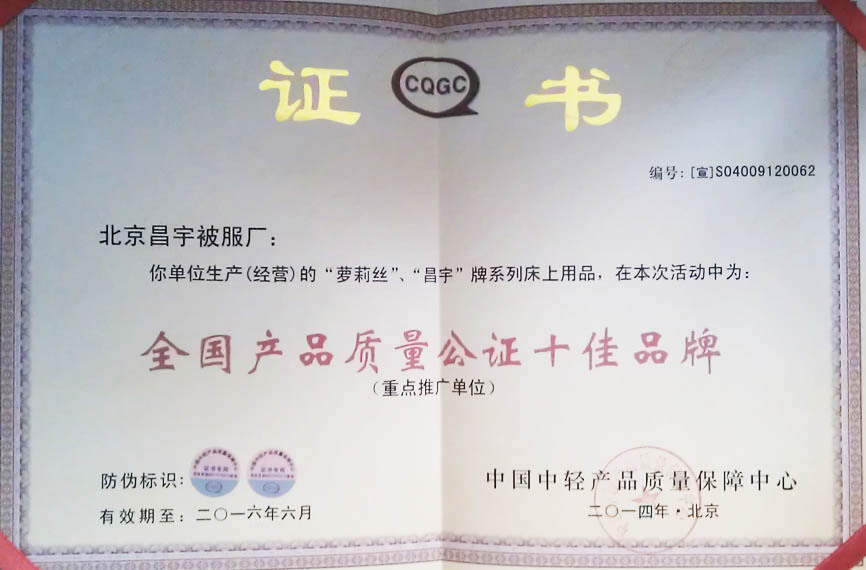 证 CQGC 书
编号：[宣]S04009120062
北京昌宇被服厂：
你单位生产(经营)的“萝莉丝”、“昌宇”牌系列床上用品，在本次活动中为：
全国产品质量公证十佳品牌
（重点推广单位）
防伪标识：
中国中轻产品质量保障中心
有效期至：二〇一六年六月
二〇一四年·北京